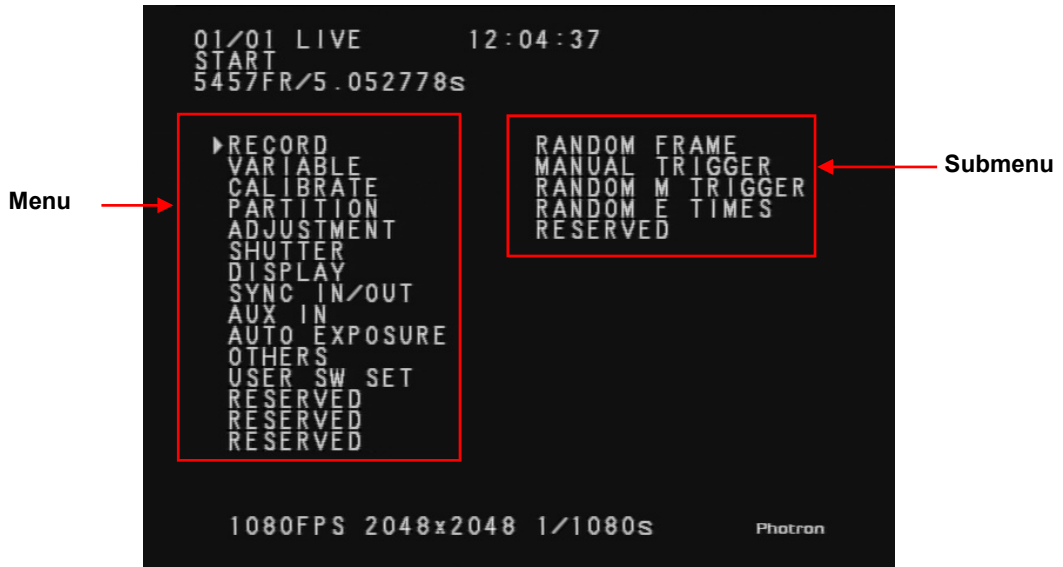 01/01 LIVE 12:04:37
START
5457FR/5.052778s
Menu
▶RECORD
VARIABLE
CALIBRATE
PARTITION
ADJUSTMENT
SHUTTER
DISPLAY
SYNC IN/OUT
AUX IN
AUTO EXPOSURE
OTHERS
USER SW SET
RESERVED
RESERVED
RESERVED
RANDOM FRAME
MANUAL TRIGGER
RANDOM M TRIGGER
RANDOM E TIMES
RESERVED
Submenu
1080FPS 2048x2048 1/1080s
Photron